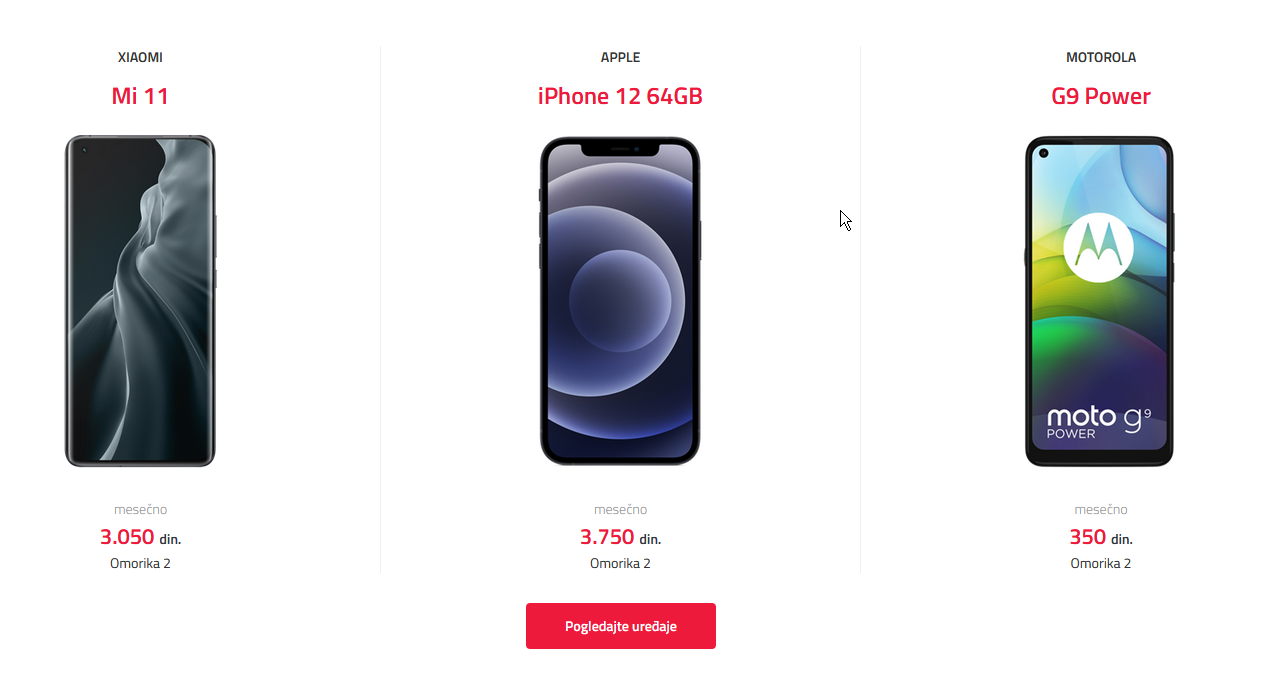 XIAOMI
Mi 11
mesečno
3.050 din.
Omorika 2
APPLE
iPhone 12 64GB
mesečno
3.750 din.
Omorika 2
MOTOROLA
G9 Power
moto g9
POWER
mesečno
350 din.
Omorika 2
Pogledajte uređaje